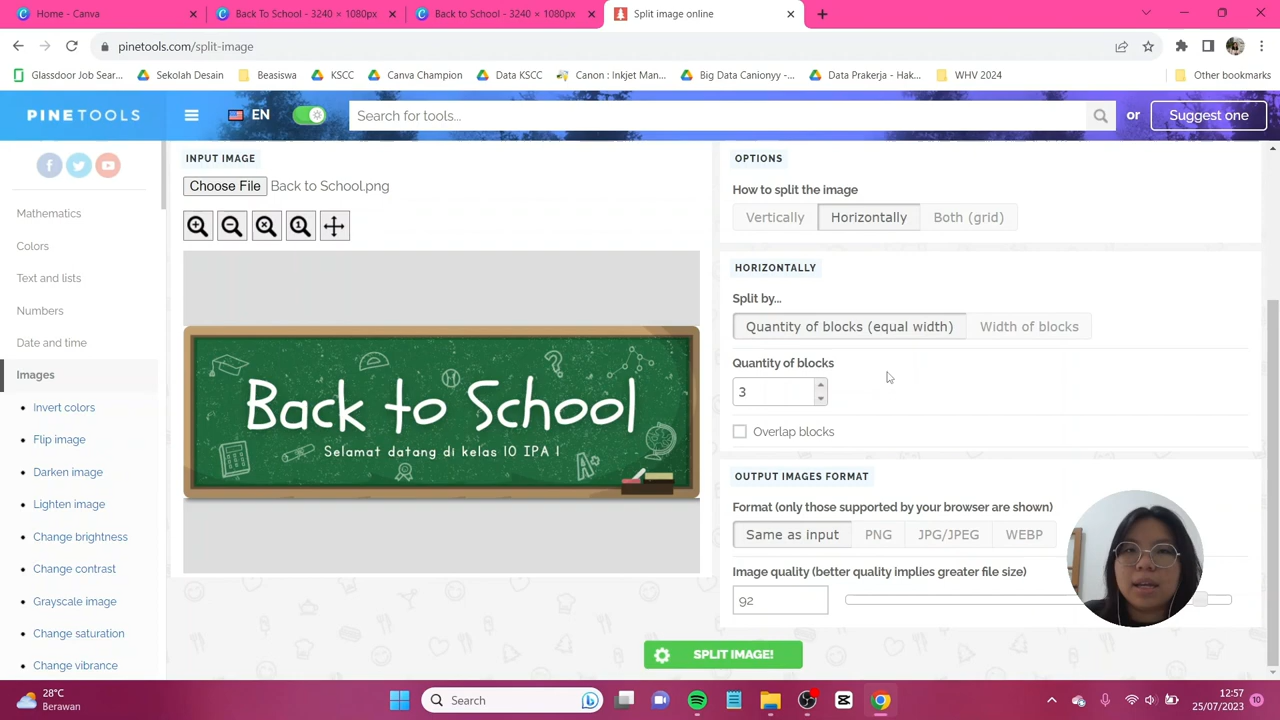 Home - Canva
Back To School - 3240 × 1080px
Back to School - 3240 × 1080px
Split image online
pinetools.com/split-image
Glassdoor Job Sear...
Sekolah Desain
Beasiswa
KSCC
Canva Champion
Data KSCC
Canon : Inkjet Man...
Big Data Canionyy -...
Data Prakerja - Hak...
WHV 2024
Other bookmarks
PINETOOLS
EN
Search for tools...
or
Suggest one
Mathematics
Colors
Text and lists
Numbers
Date and time
Images
Invert colors
Flip image
Darken image
Lighten image
Change brightness
Change contrast
Grayscale image
Change saturation
Change vibrance
INPUT IMAGE
Choose File Back to School.png
Back to School
Selamat datang di kelas 10 IPA 1
OPTIONS
How to split the image
Vertically Horizontally Both (grid)
HORIZONTALLY
Split by...
Quantity of blocks (equal width) Width of blocks
Quantity of blocks
3
Overlap blocks
OUTPUT IMAGES FORMAT
Format (only those supported by your browser are shown)
Same as input PNG JPG/JPEG WEBP
Image quality (better quality implies greater file size)
92
SPLIT IMAGE!
28°C
Berawan
Search
12:57
25/07/2023
10